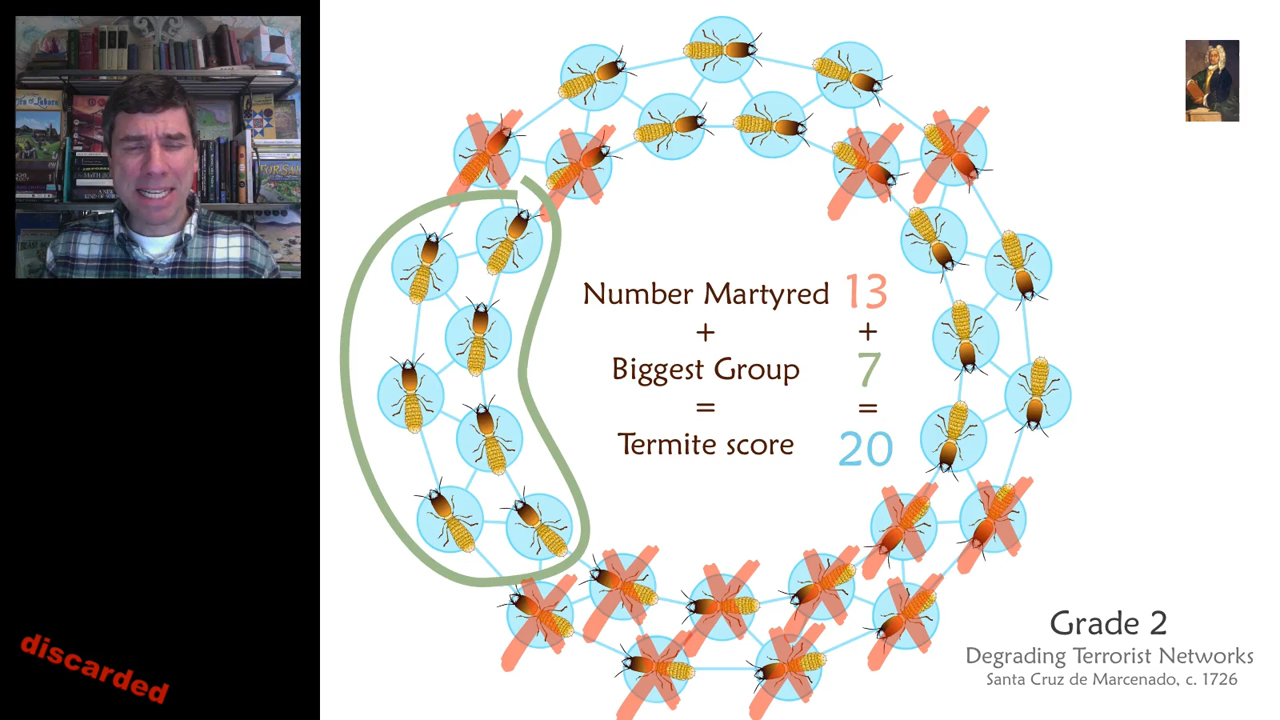 Number Martyred 13
+ +
Biggest Group 7
= =
Termite score 20
Grade 2
Degrading Terrorist Networks
Santa Cruz de Marcenado, c. 1726
discarded